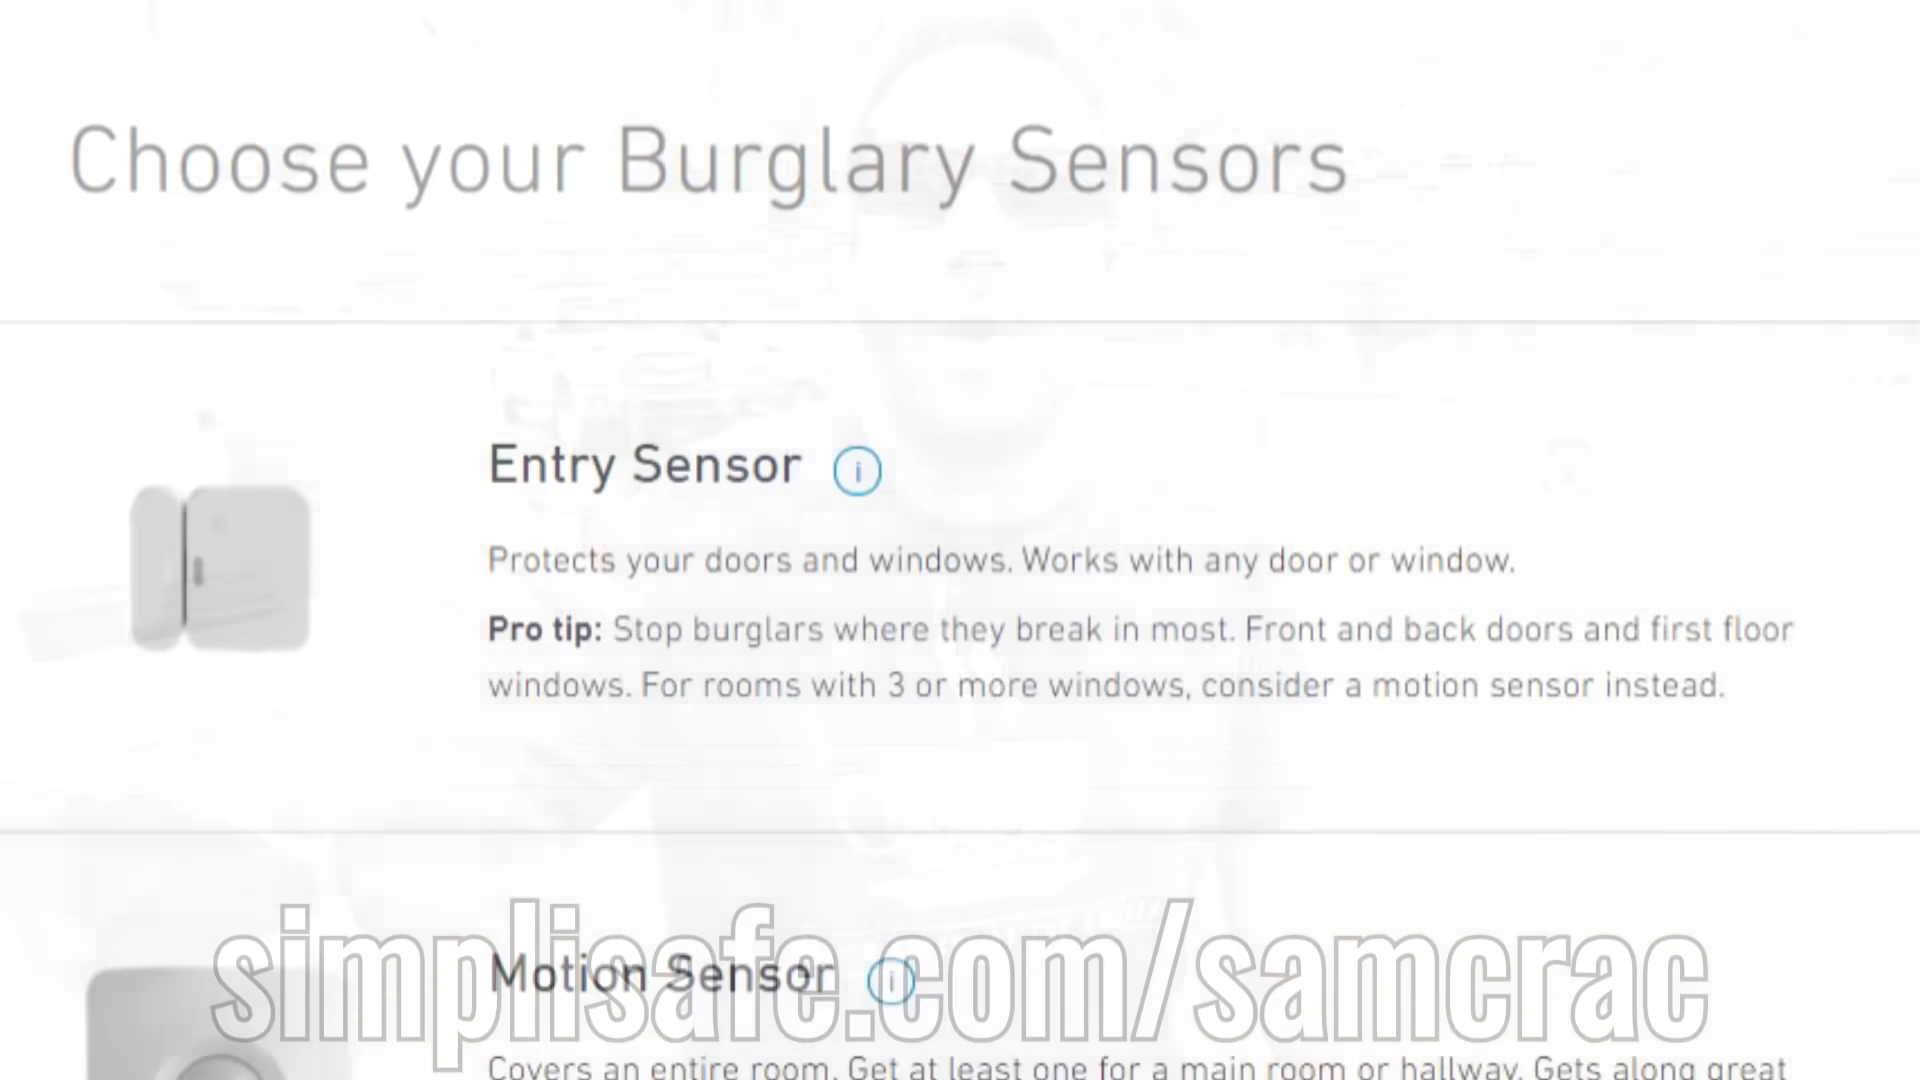 Choose your Burglary Sensors
Entry Sensor i
Protects your doors and windows. Works with any door or window.
Pro tip: Stop burglars where they break in most. Front and back doors and first floor
windows. For rooms with 3 or more windows, consider a motion sensor instead.
Motion Sensor i
simplisafe.com/samcrac
Covers an entire room. Get at least one for a main room or hallway. Gets along great